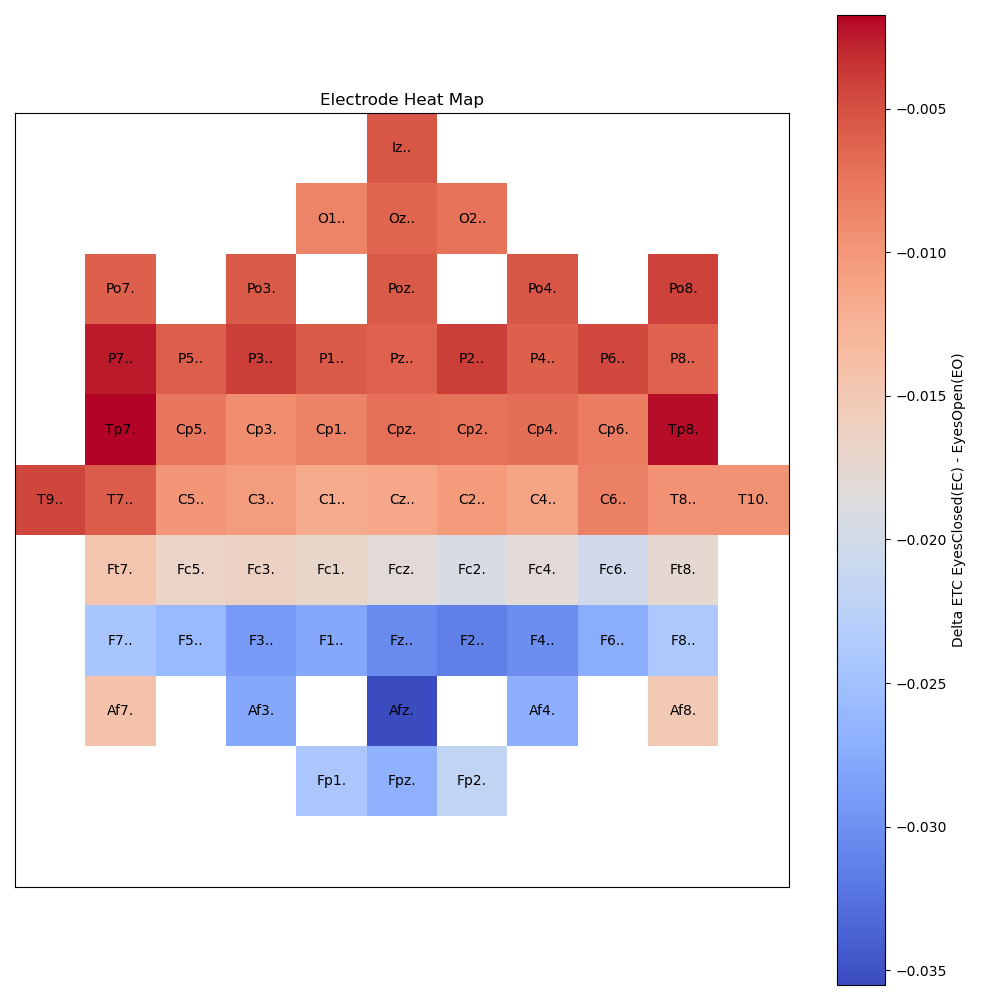 Electrode Heat Map
Iz..
O1.. Oz.. O2..
Po7. Po3. Poz. Po4. Po8.
P7.. P5.. P3.. P1.. Pz.. P2.. P4.. P6.. P8..
Tp7. Cp5. Cp3. Cp1. Cpz. Cp2. Cp4. Cp6. Tp8.
T9.. T7.. C5.. C3.. C1.. Cz.. C2.. C4.. C6.. T8.. T10.
Ft7. Fc5. Fc3. Fc1. Fcz. Fc2. Fc4. Fc6. Ft8.
F7.. F5.. F3.. F1.. Fz.. F2.. F4.. F6.. F8..
Af7. Af3. Afz. Af4. Af8.
Fp1. Fpz. Fp2.
−0.005
−0.010
−0.015
−0.020
−0.025
−0.030
−0.035
Delta ETC EyesClosed(EC) - EyesOpen(EO)